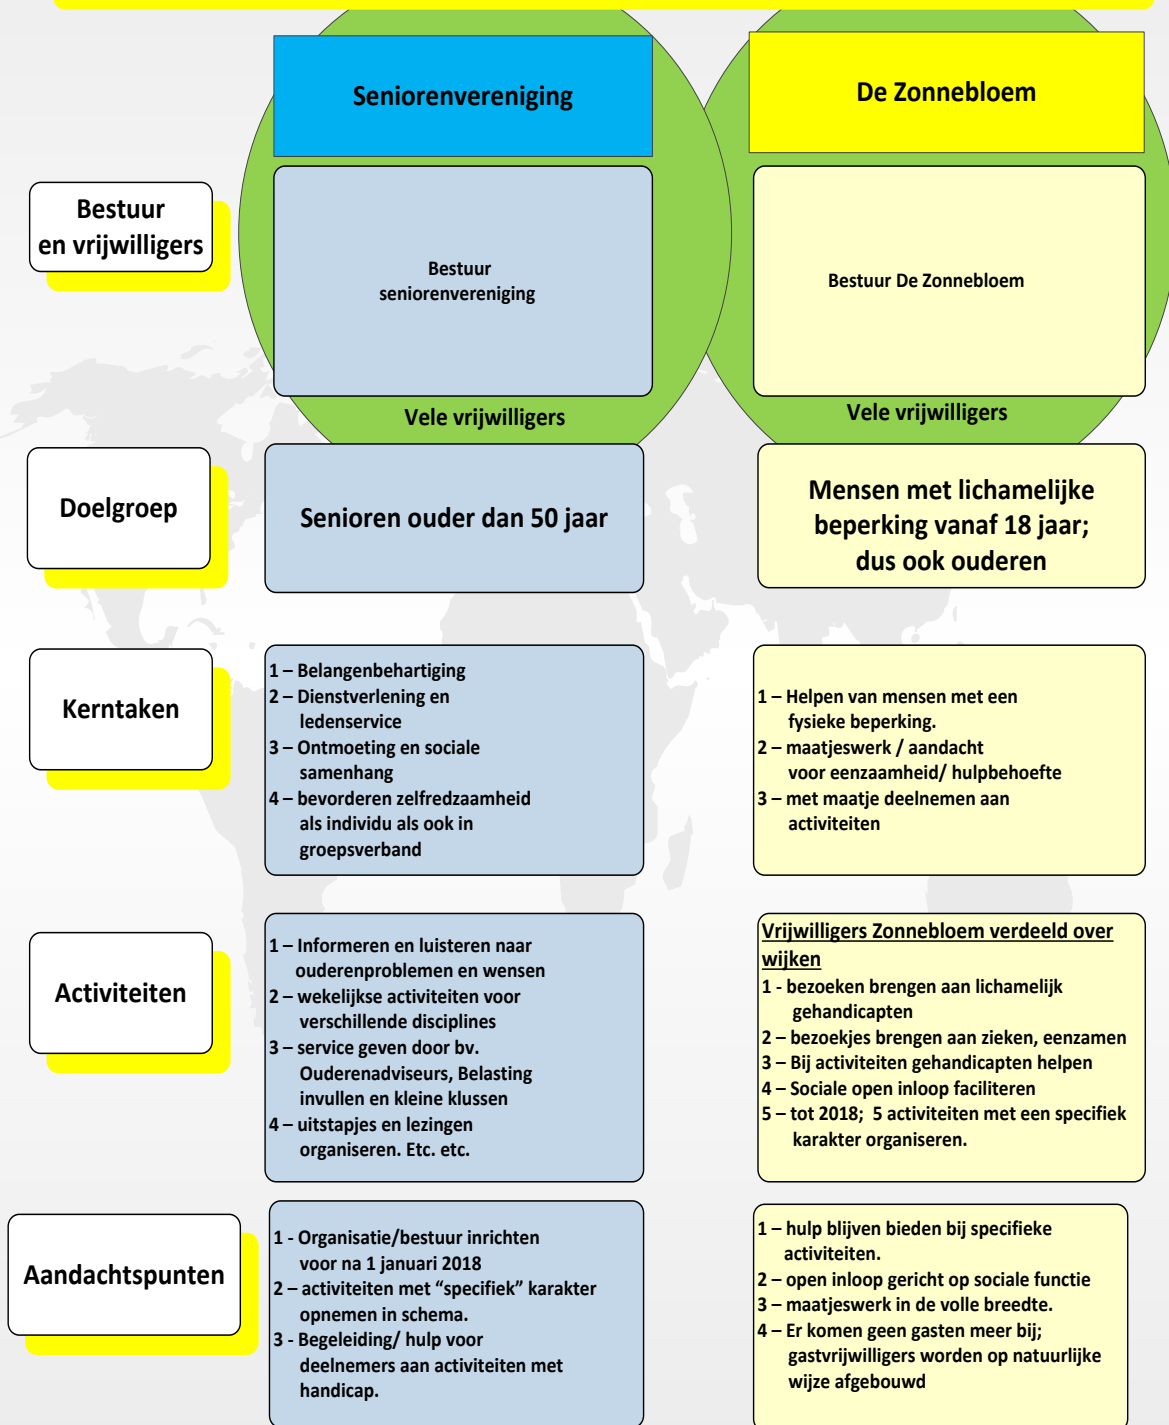 Seniorenvereniging
De Zonnebloem
Bestuur
en vrijwilligers
Bestuur
seniorenvereniging
Bestuur De Zonnebloem
Vele vrijwilligers
Vele vrijwilligers
Doelgroep
Senioren ouder dan 50 jaar
Mensen met lichamelijke
beperking vanaf 18 jaar;
dus ook ouderen
Kerntaken
1 – Belangenbehartiging
2 – Dienstverlening en
ledenservice
3 – Ontmoeting en sociale
samenhang
4 – bevorderen zelfredzaamheid
als individu als ook in
groepsverband
1 – Helpen van mensen met een
fysieke beperking.
2 – maatjeswerk / aandacht
voor eenzaamheid/ hulpbehoefte
3 – met maatje deelnemen aan
activiteiten
Activiteiten
1 – Informeren en luisteren naar
ouderenproblemen en wensen
2 – wekelijkse activiteiten voor
verschillende disciplines
3 – service geven door bv.
Ouderenadviseurs, Belasting
invullen en kleine klussen
4 – uitstapjes en lezingen
organiseren. Etc. etc.
Vrijwilligers Zonnebloem verdeeld over
wijken
1 - bezoeken brengen aan lichamelijk
gehandicapten
2 – bezoekjes brengen aan zieken, eenzamen
3 – Bij activiteiten gehandicapten helpen
4 – Sociale open inloop faciliteren
5 – tot 2018; 5 activiteiten met een specifiek
karakter organiseren.
Aandachtspunten
1 - Organisatie/bestuur inrichten
voor na 1 januari 2018
2 – activiteiten met “specifiek” karakter
opnemen in schema.
3 - Begeleiding/ hulp voor
deelnemers aan activiteiten met
handicap.
1 – hulp blijven bieden bij specifieke
activiteiten.
2 – open inloop gericht op sociale functie
3 – maatjeswerk in de volle breedte.
4 – Er komen geen gasten meer bij;
gastvrijwilligers worden op natuurlijke
wijze afgebouwd